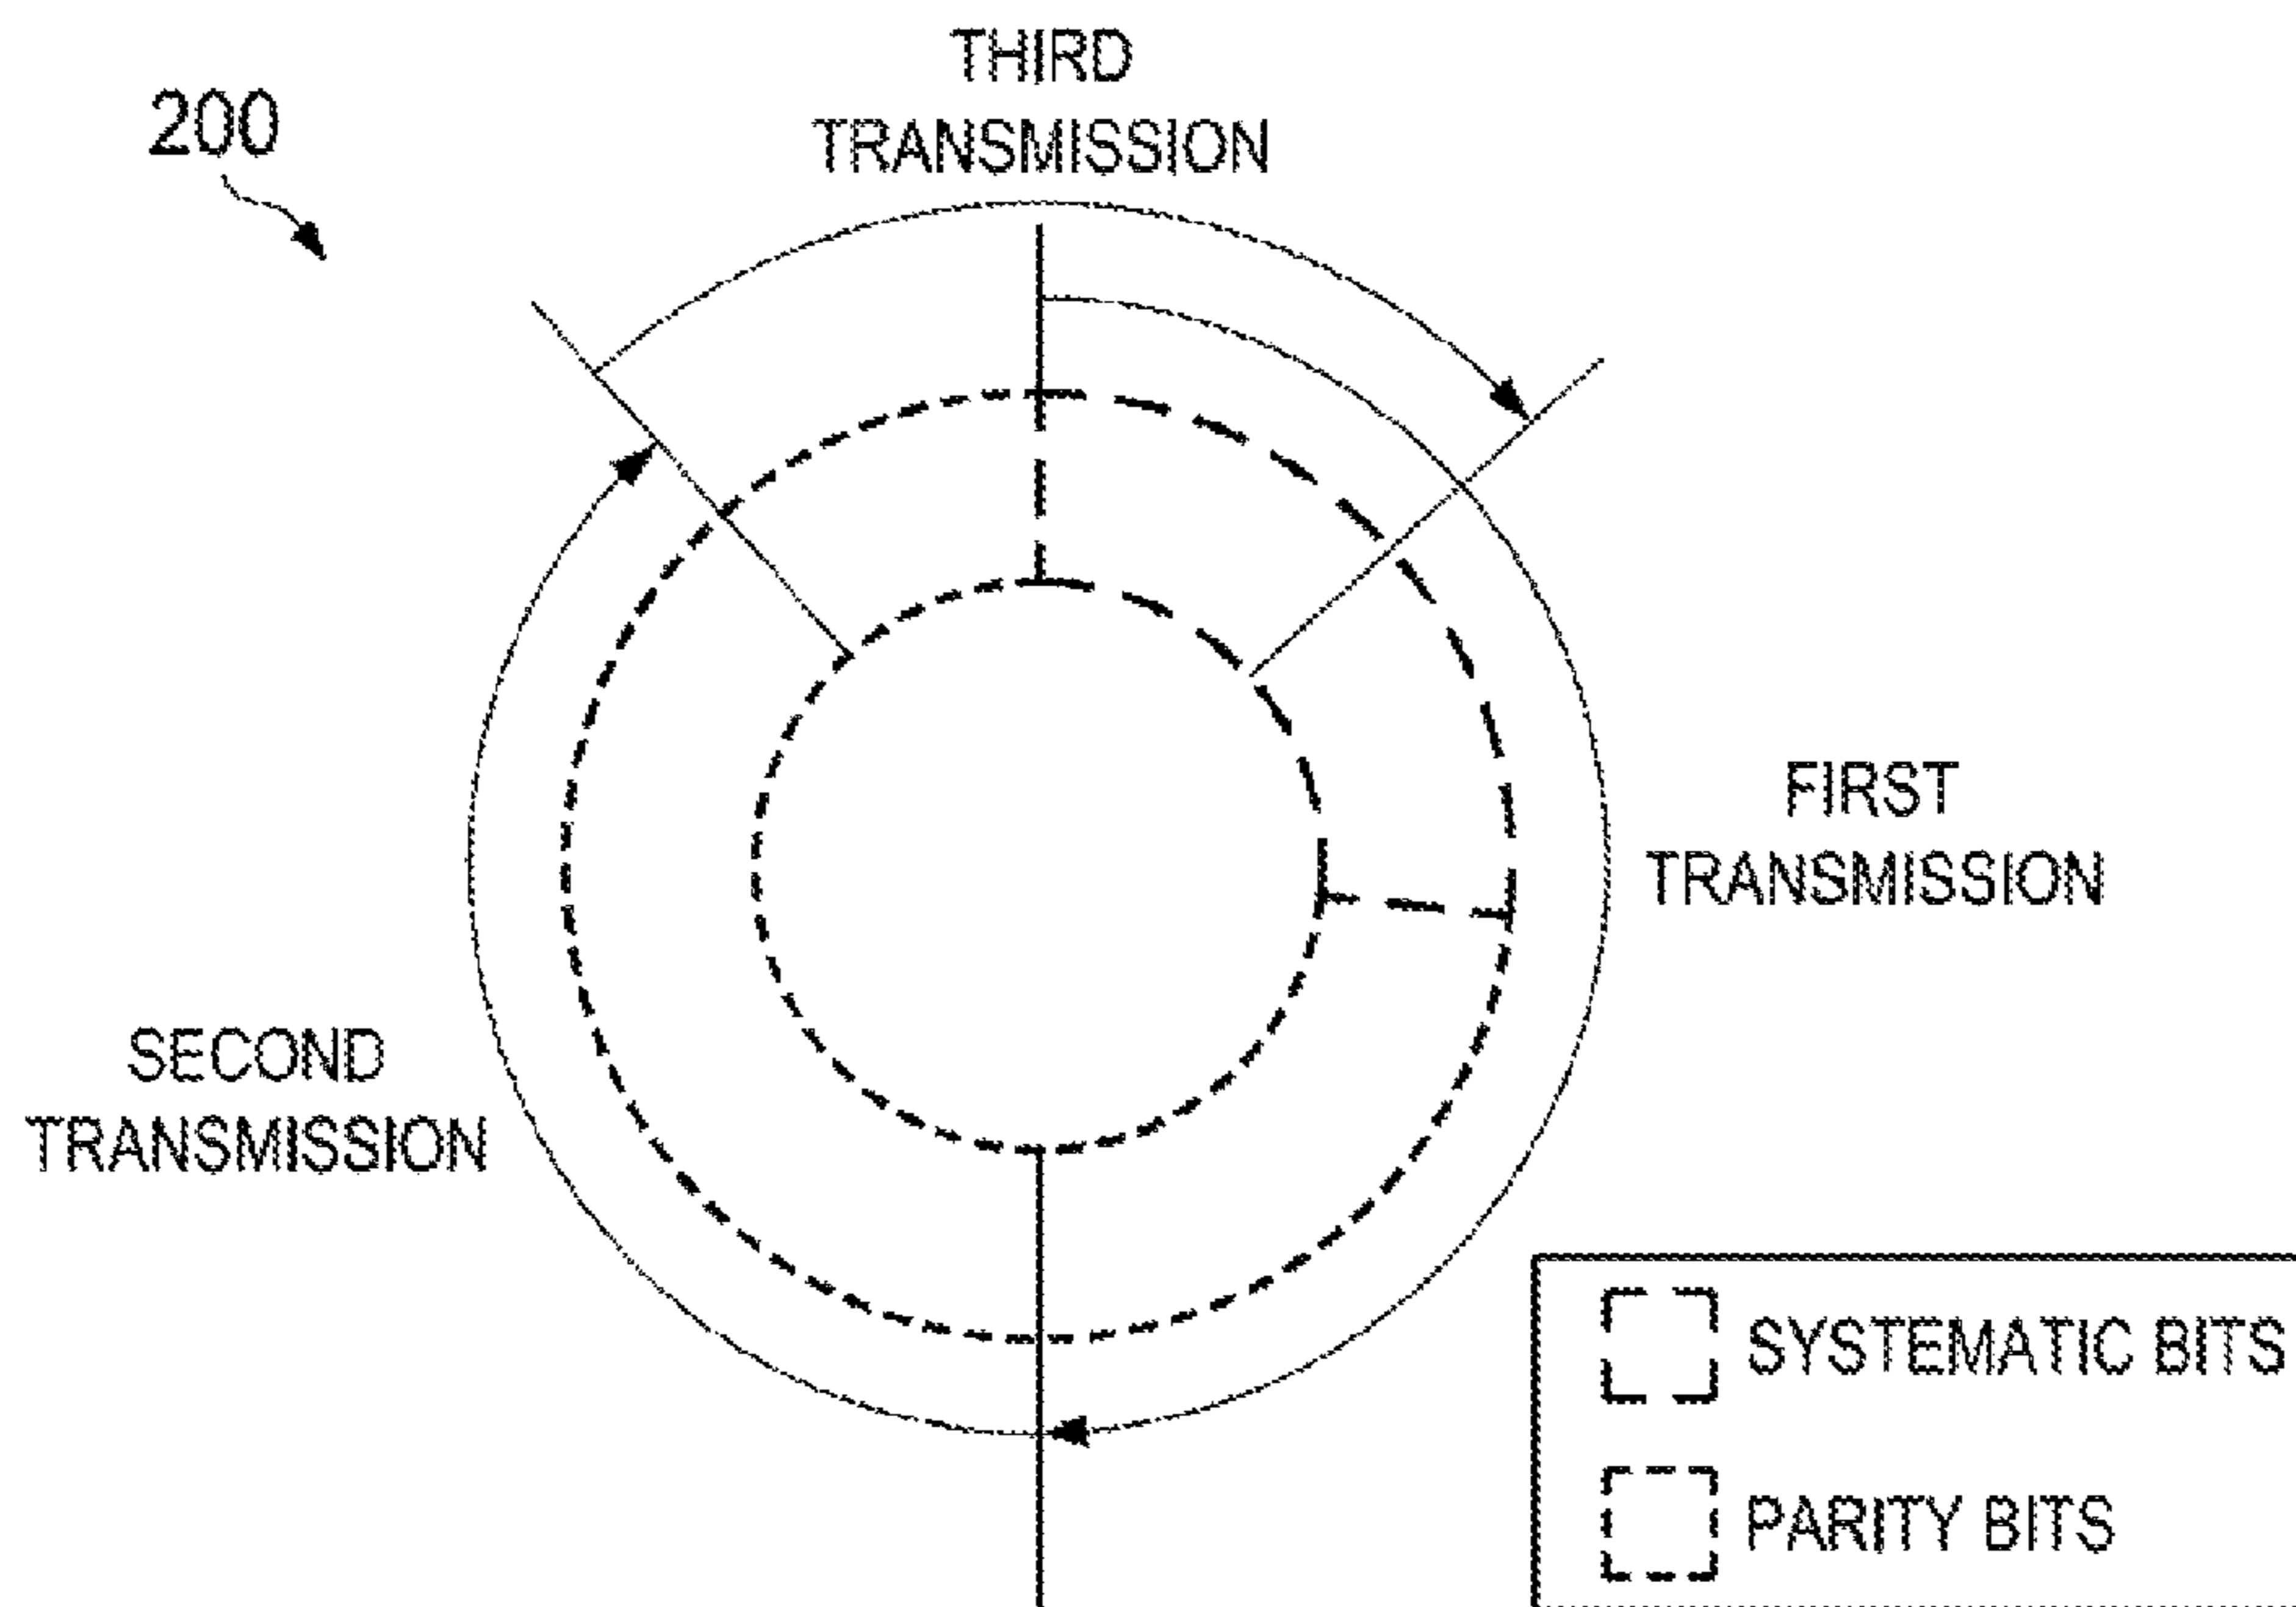 200
THIRD
TRANSMISSION
FIRST
TRANSMISSION
SECOND
TRANSMISSION
SYSTEMATIC BITS
PARITY BITS